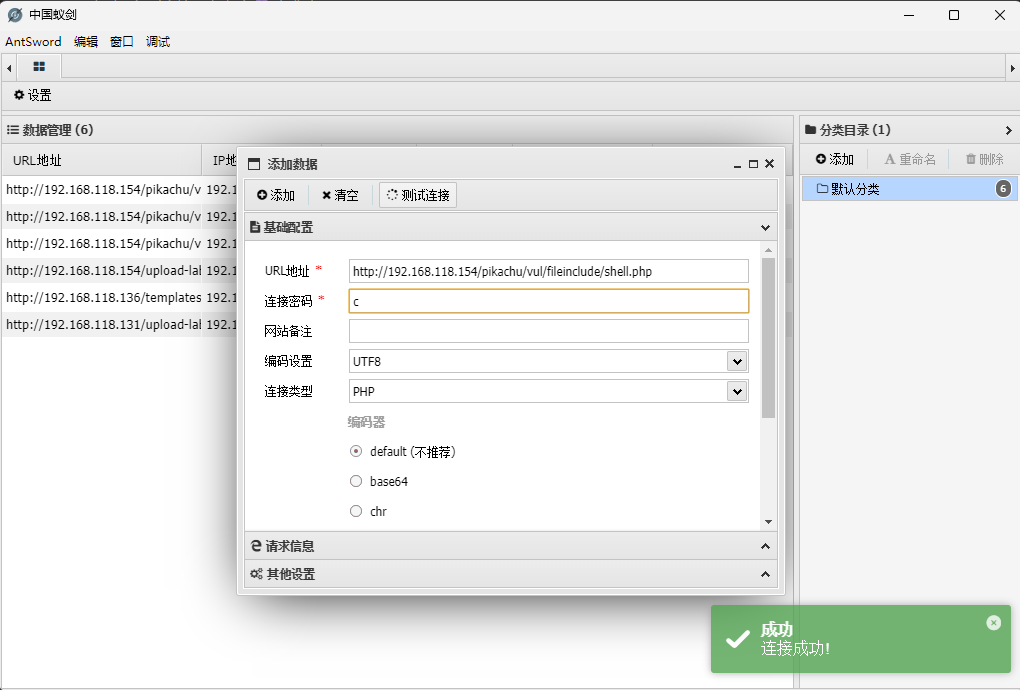 中国蚁剑
AntSword 编辑 窗口 调试
设置
数据管理 (6)
分类目录 (1)
URL地址
IP地
添加 重命名 删除
默认分类 6
http://192.168.118.154/pikachu/v 192.1
http://192.168.118.154/pikachu/v 192.1
http://192.168.118.154/pikachu/v 192.1
http://192.168.118.154/upload-lal 192.1
http://192.168.118.136/templates 192.1
http://192.168.118.131/upload-lal 192.1
添加数据
添加 清空 测试连接
基础配置
URL地址 * http://192.168.118.154/pikachu/vul/fileinclude/shell.php
连接密码 * c
网站备注
编码设置 UTF8
连接类型 PHP
编码器
default (不推荐)
base64
chr
请求信息
其他设置
成功
连接成功!